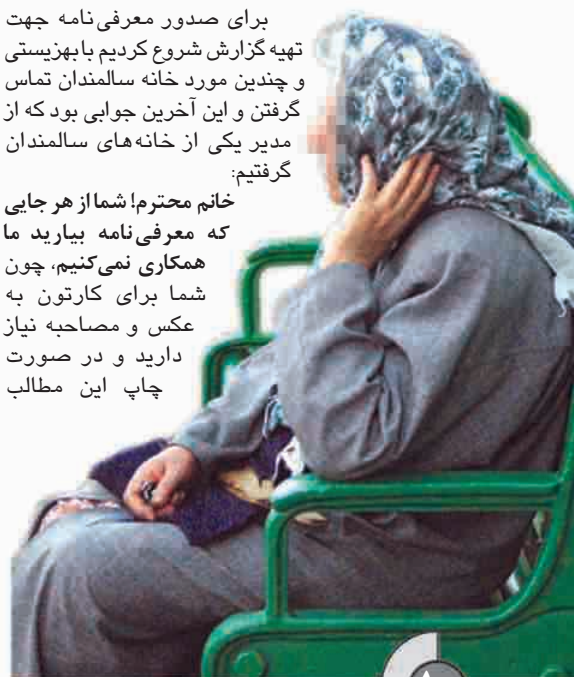 برای صدور معرفی‌نامه جهت
تهیه گزارش شروع کردیم با بهزیستی
و چندین مورد خانه سالمندان تماس
گرفتن و این آخرین جوابی بود که از
مدیر یکی از خانه‌های سالمندان
گرفتیم:
خانم محترم! شما از هر جایی
که معرفی‌نامه بیارید ما
همکاری نمی‌کنیم، چون
شما برای کارتون به
عکس و مصاحبه نیاز
دارید و در صورت
چاپ این مطالب